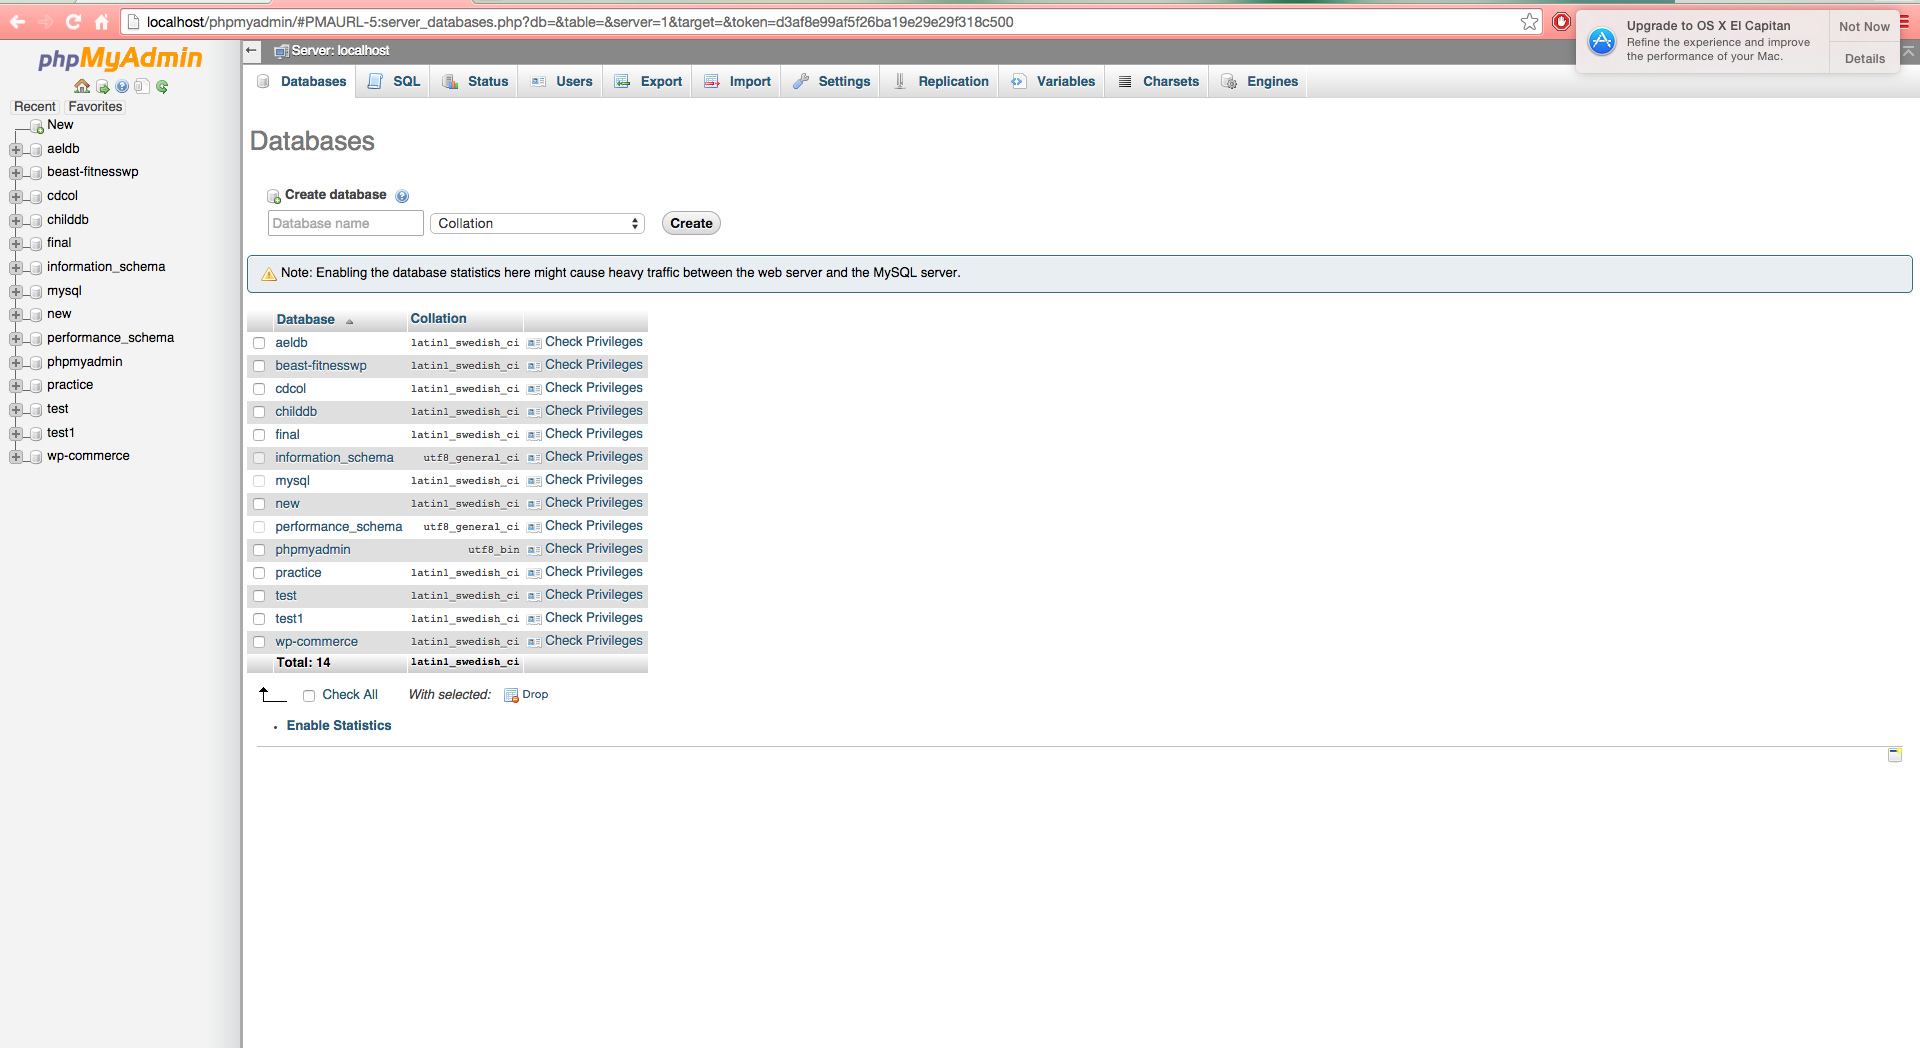 localhost/phpmyadmin/#PMAURL-5:server_databases.php?db=&table=&server=1&target=&token=d3af8e99af5f26ba19e29e29f318c500
Upgrade to OS X El Capitan
Refine the experience and improve
the performance of your Mac.
Not Now
Details
phpMyAdmin
Recent Favorites
New
aeldb
beast-fitnesswp
cdcol
childdb
final
information_schema
mysql
new
performance_schema
phpmyadmin
practice
test
test1
wp-commerce
Server: localhost
Databases SQL Status Users Export Import Settings Replication Variables Charsets Engines
Databases
Create database
Database name Collation Create
Note: Enabling the database statistics here might cause heavy traffic between the web server and the MySQL server.
Database Collation
aeldb latin1_swedish_ci Check Privileges
beast-fitnesswp latin1_swedish_ci Check Privileges
cdcol latin1_swedish_ci Check Privileges
childdb latin1_swedish_ci Check Privileges
final latin1_swedish_ci Check Privileges
information_schema utf8_general_ci Check Privileges
mysql latin1_swedish_ci Check Privileges
new latin1_swedish_ci Check Privileges
performance_schema utf8_general_ci Check Privileges
phpmyadmin utf8_bin Check Privileges
practice latin1_swedish_ci Check Privileges
test latin1_swedish_ci Check Privileges
test1 latin1_swedish_ci Check Privileges
wp-commerce latin1_swedish_ci Check Privileges
Total: 14 latin1_swedish_ci
Check All With selected: Drop
Enable Statistics